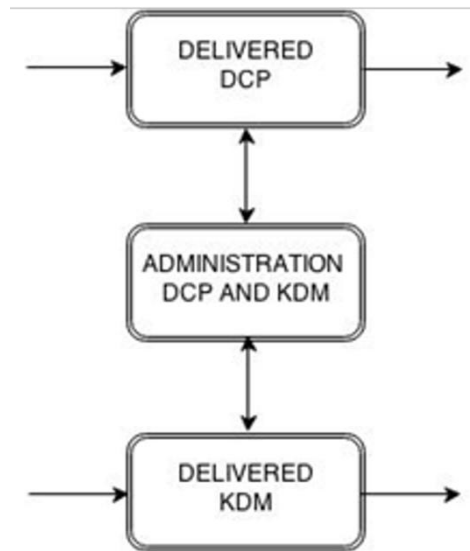 DELIVERED
DCP
ADMINISTRATION
DCP AND KDM
DELIVERED
KDM